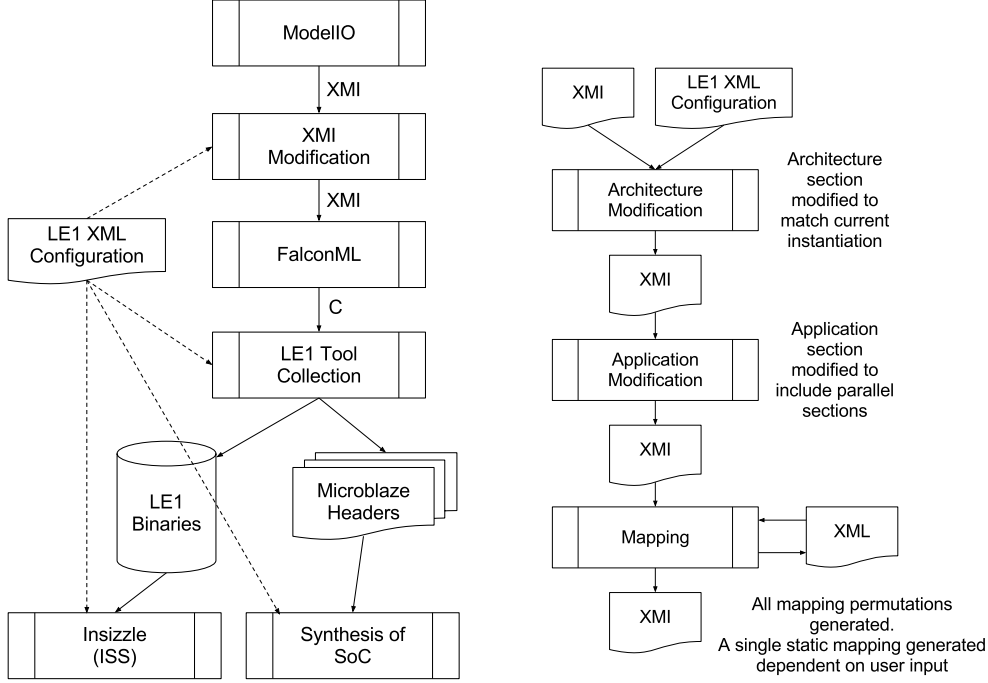 ModelIO
XMI
XMI
Modification
XMI
LE1 XML
Configuration
FalconML
C
LE1 Tool
Collection
LE1
Binaries
Microblaze
Headers
Insizzle
(ISS)
Synthesis of
SoC
XMI
LE1 XML
Configuration
Architecture
Modification
Architecture
section
modified to
match current
instantiation
XMI
Application
Modification
Application
section
modified to
include parallel
sections
XMI
Mapping
XML
XMI
All mapping permutations
generated.
A single static mapping generated
dependent on user input